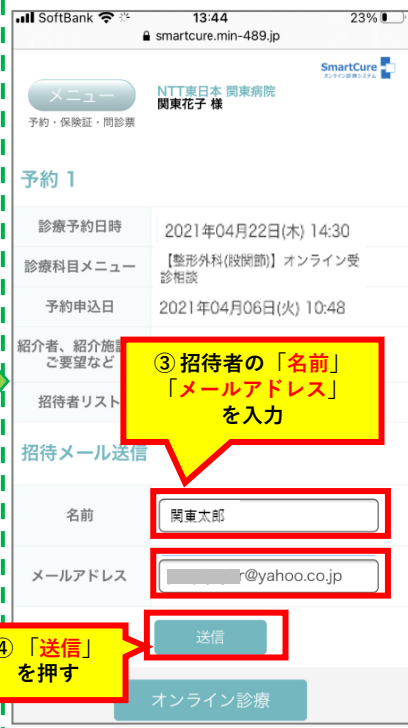 SoftBank 13:44 23%
smartcure.min-489.jp
SmartCure
オンライン診療システム
メニュー
予約・保険証・問診票
NTT東日本 関東病院
関東花子 様
予約 1
診療予約日時 2021年04月22日(木) 14:30
診療科目メニュー 【整形外科(股関節)】オンライン受診相談
予約申込日 2021年04月06日(火) 10:48
紹介者、紹介施
ご要望など
招待者リスト
③招待者の「名前」
「メールアドレス」
を入力
招待メール送信
名前 関東太郎
メールアドレス r@yahoo.co.jp
送信
④「送信」
を押す
オンライン診療